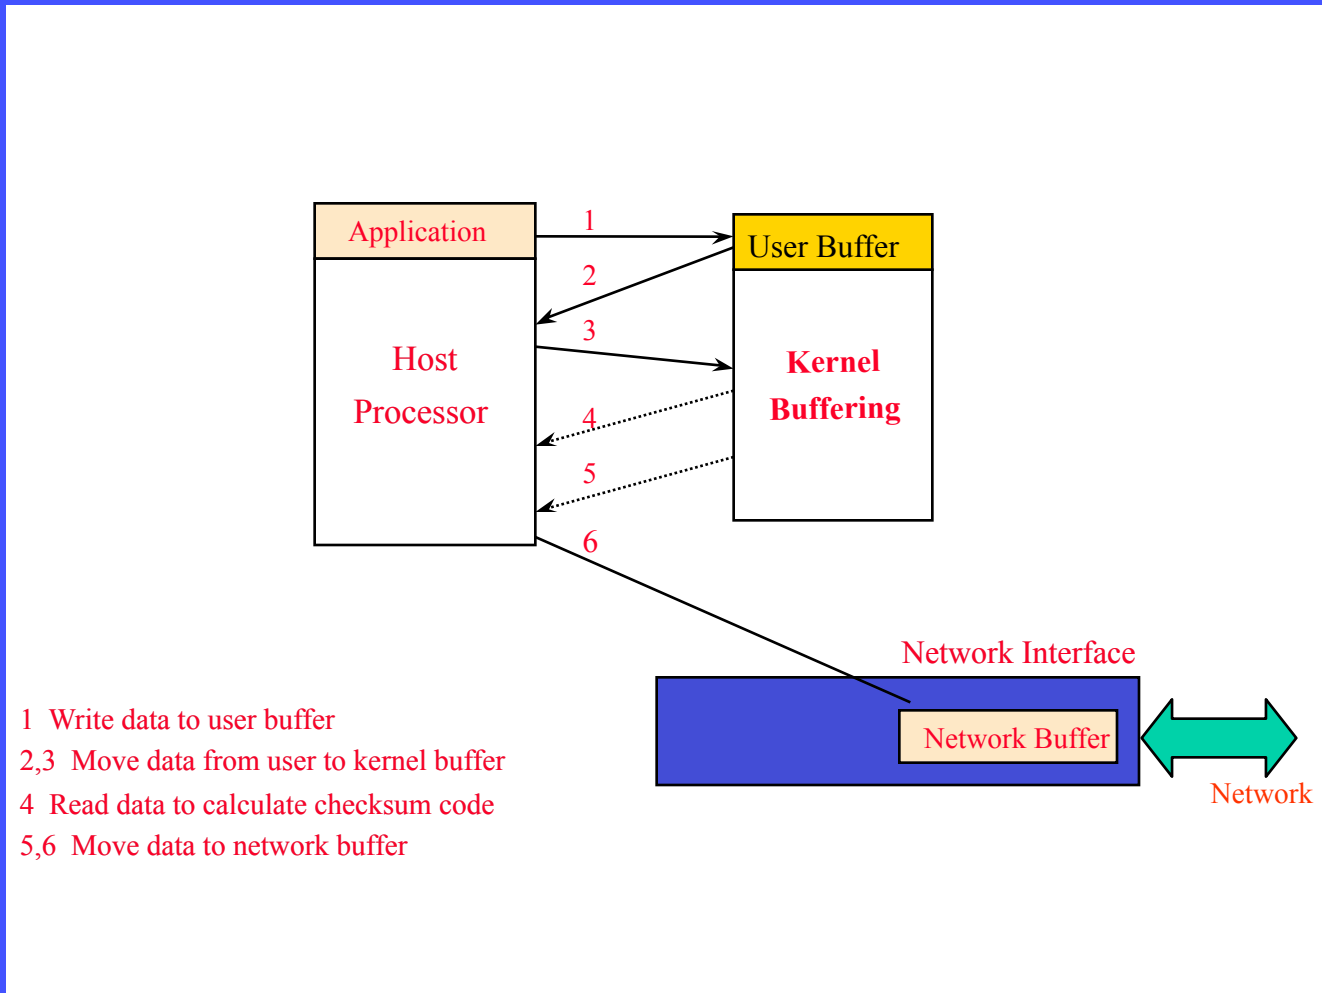 Application
1
User Buffer
2
3
Host
Processor
Kernel
Buffering
4
5
6
Network Interface
Network Buffer
Network
1 Write data to user buffer
2,3 Move data from user to kernel buffer
4 Read data to calculate checksum code
5,6 Move data to network buffer